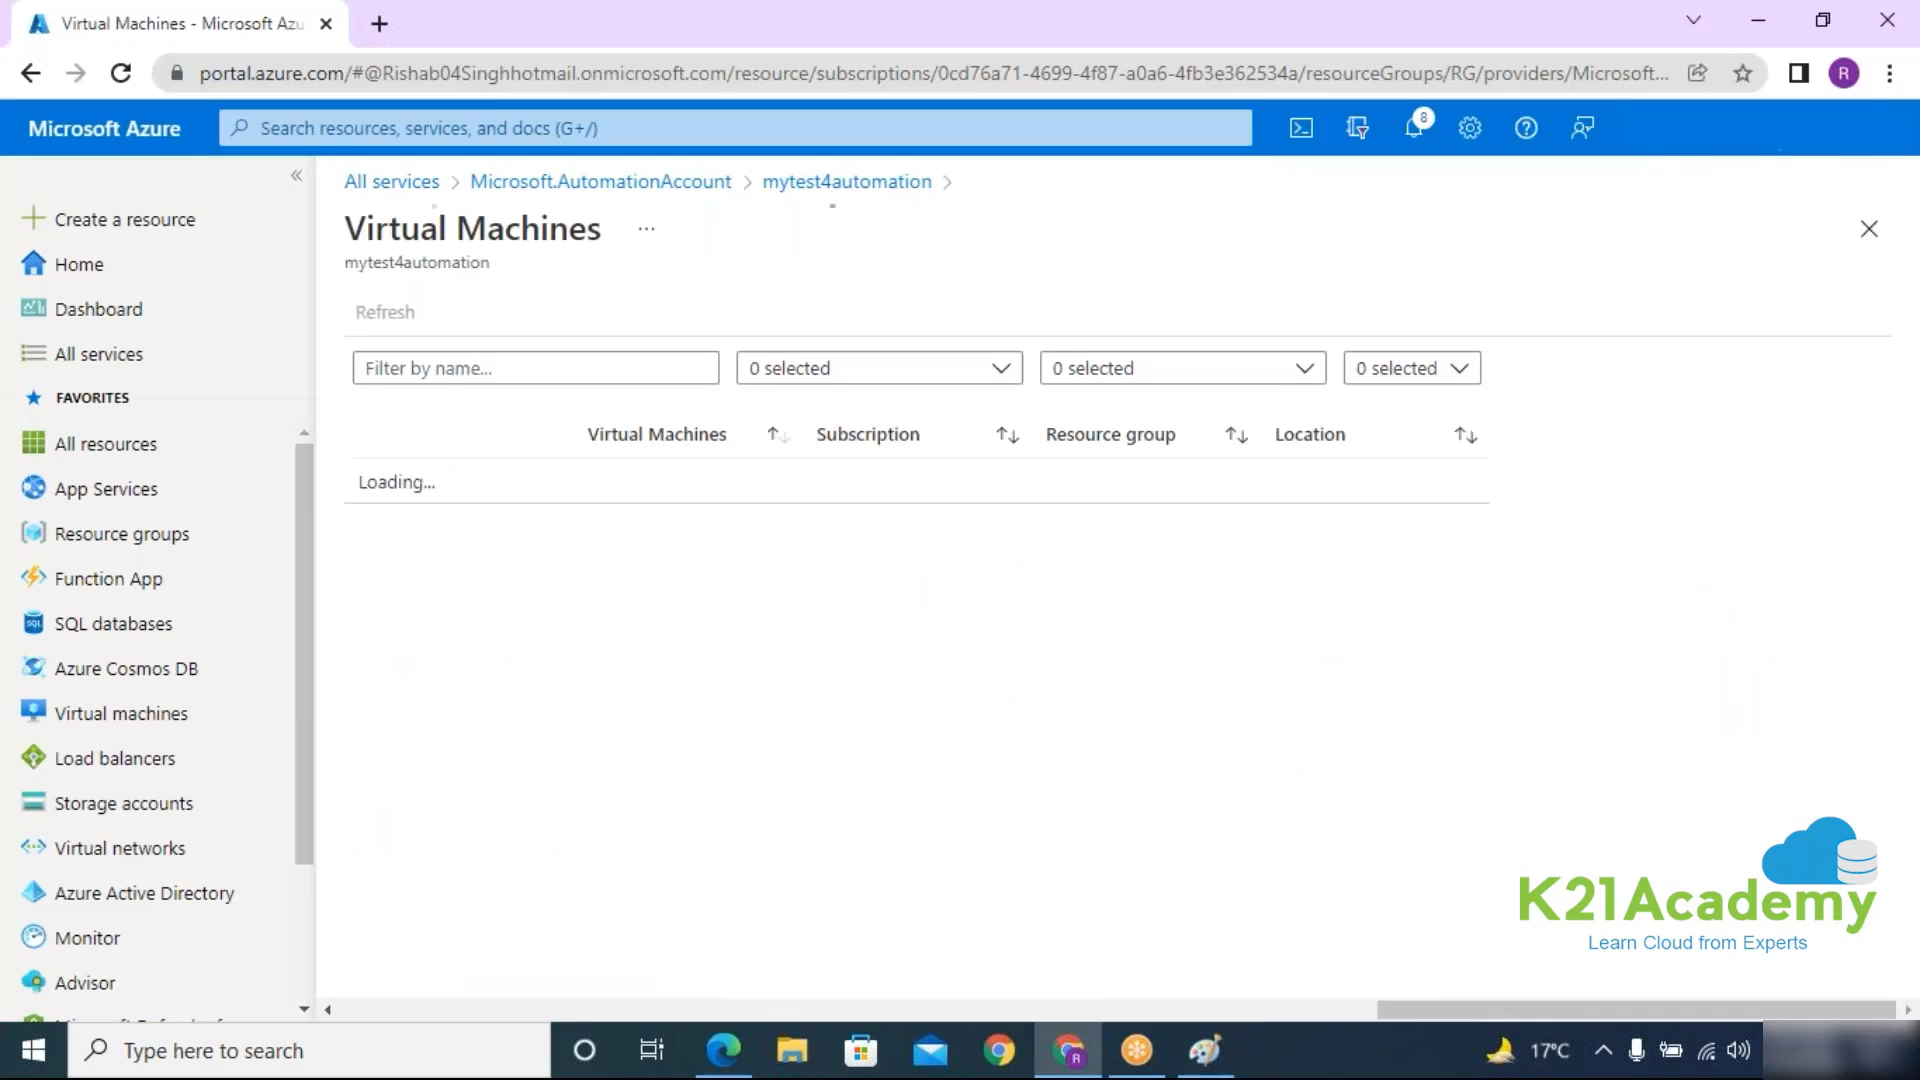 Virtual Machines - Microsoft Azu
portal.azure.com/#@Rishab04Singhhotmail.onmicrosoft.com/resource/subscriptions/0cd76a71-4699-4f87-a0a6-4fb3e362534a/resourceGroups/RG/providers/Microsoft...
R
Microsoft Azure
Search resources, services, and docs (G+/)
8
All services
Microsoft.AutomationAccount
mytest4automation
Virtual Machines
...
mytest4automation
Refresh
Filter by name...
0 selected
0 selected
0 selected
Virtual Machines
Subscription
Resource group
Location
Loading...
Create a resource
Home
Dashboard
All services
FAVORITES
All resources
App Services
Resource groups
Function App
SQL databases
Azure Cosmos DB
Virtual machines
Load balancers
Storage accounts
Virtual networks
Azure Active Directory
Monitor
Advisor
K21Academy
Learn Cloud from Experts
Type here to search
R
17°C